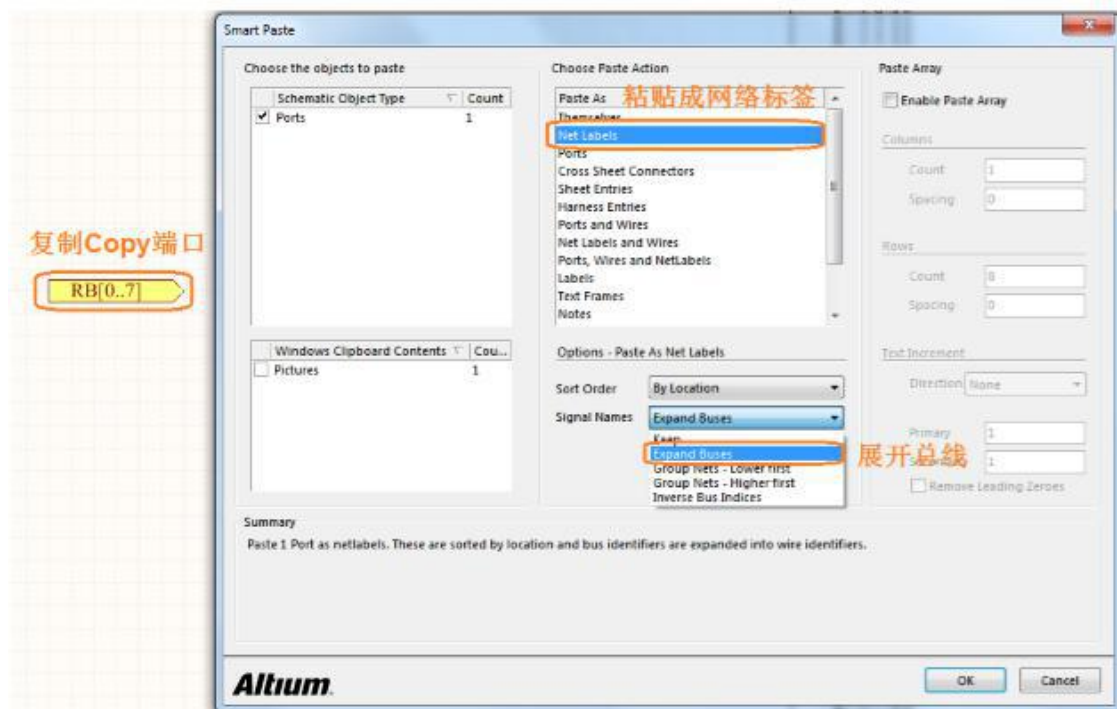 Smart Paste
Choose the objects to paste
Schematic Object Type Count
Ports 1
Windows Clipboard Contents Cou...
Pictures 1
复制Copy端口
RB[0..7]
Choose Paste Action
Paste As 粘贴成网络标签
Themselves
Net Labels
Ports
Cross Sheet Connectors
Sheet Entries
Harness Entries
Ports and Wires
Net Labels and Wires
Ports, Wires and NetLabels
Labels
Text Frames
Notes
Options - Paste As Net Labels
Sort Order By Location
Signal Names Expand Buses
Keep
Expand Buses 展开总线
Group Nets - Lower first
Group Nets - Higher first
Inverse Bus Indices
Paste Array
Enable Paste Array
Columns
Count 1
Spacing 0
Rows
Count 8
Spacing 0
Text Increment
Direction None
Primary 1
1
Remove Leading Zeroes
Summary
Paste 1 Port as netlabels. These are sorted by location and bus identifiers are expanded into wire identifiers.
Altium.
OK Cancel